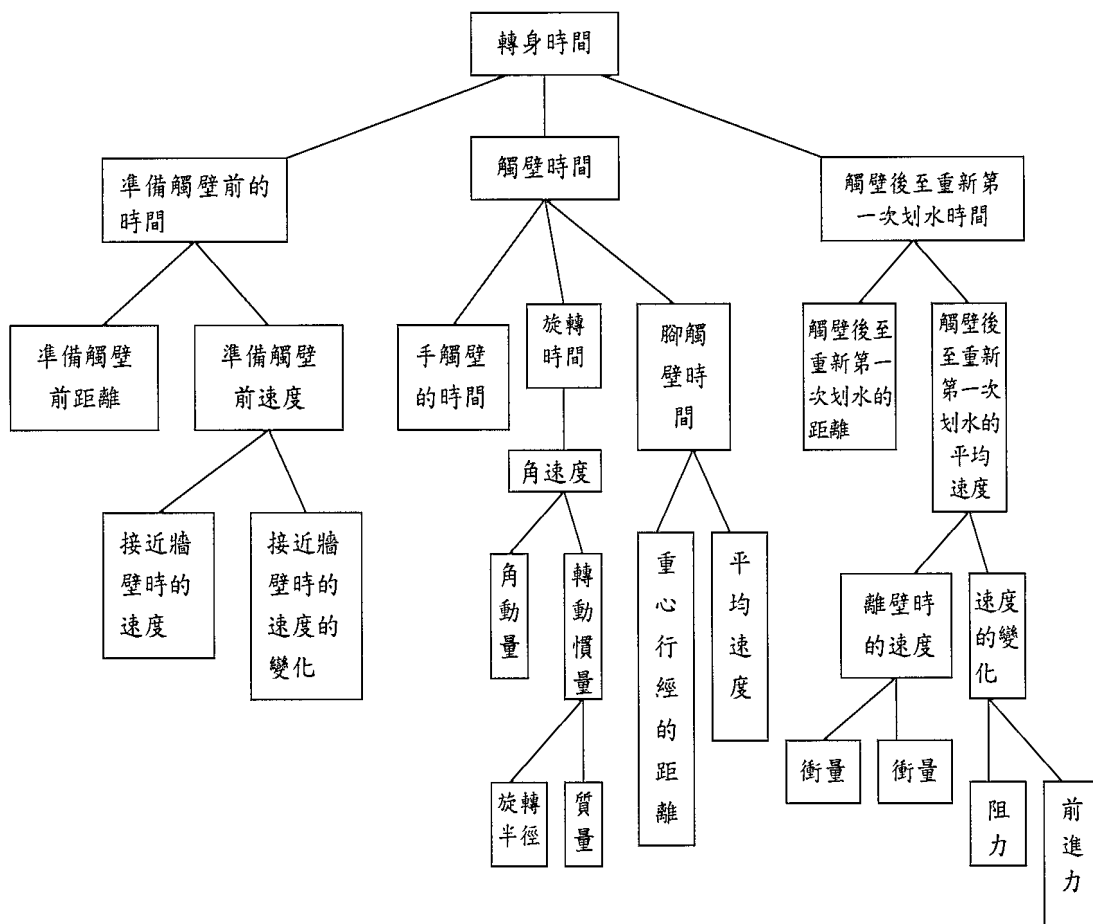 轉身時間
準備觸壁前的
時間
觸壁時間
觸壁後至重新第
一次划水時間
準備觸壁
前距離
準備觸壁
前速度
手觸壁
的時間
旋轉
時間
腳觸
壁時
間
觸壁後至
重新第一
次划水的
距離
觸壁後
至重新
第一次
划水的
平均
速度
角速度
接近牆
壁時的
速度
接近牆
壁時的
速度的
變化
角動量
轉動慣量
重心行經的距離
平均速度
離壁時
的速度
速度
的變
化
旋轉
半徑
質量
衝量
衝量
阻力
前進力